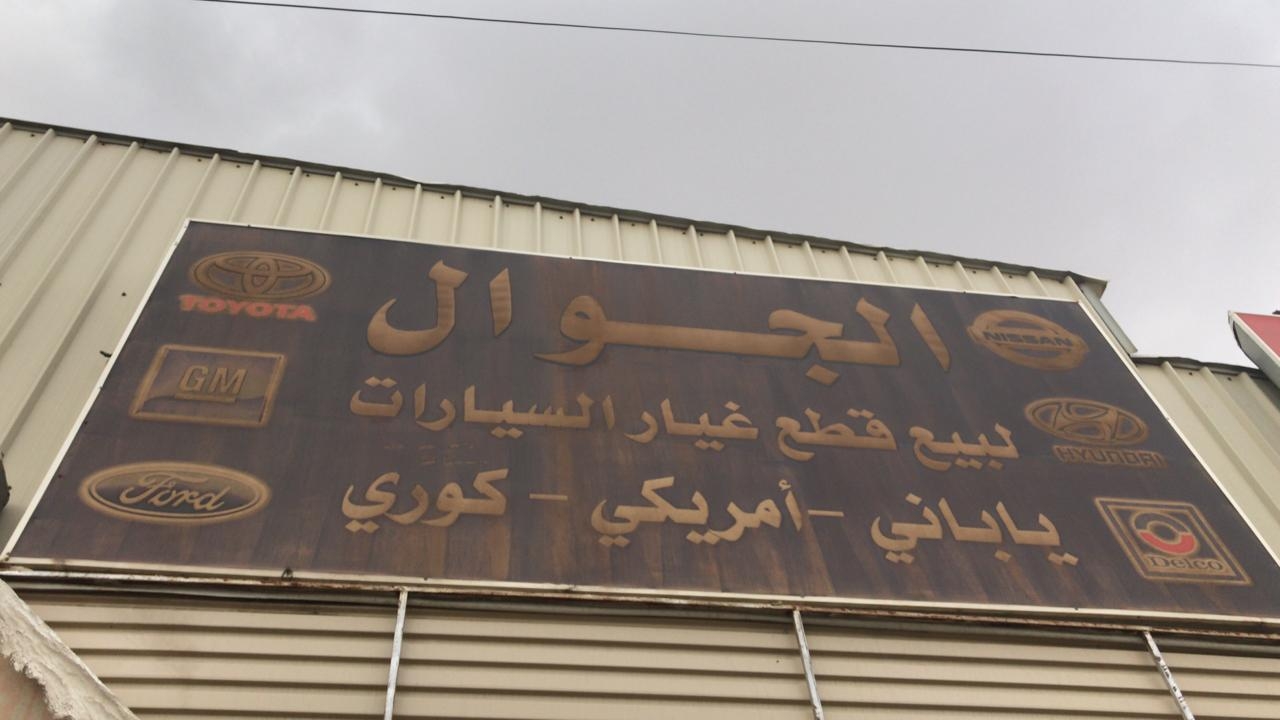 الجوال
لبيع قطع غيار السيارات
ياباني - أمريكي - كوري
TOYOTA
GM
Ford
NISSAN
HYUNDAI
Delco